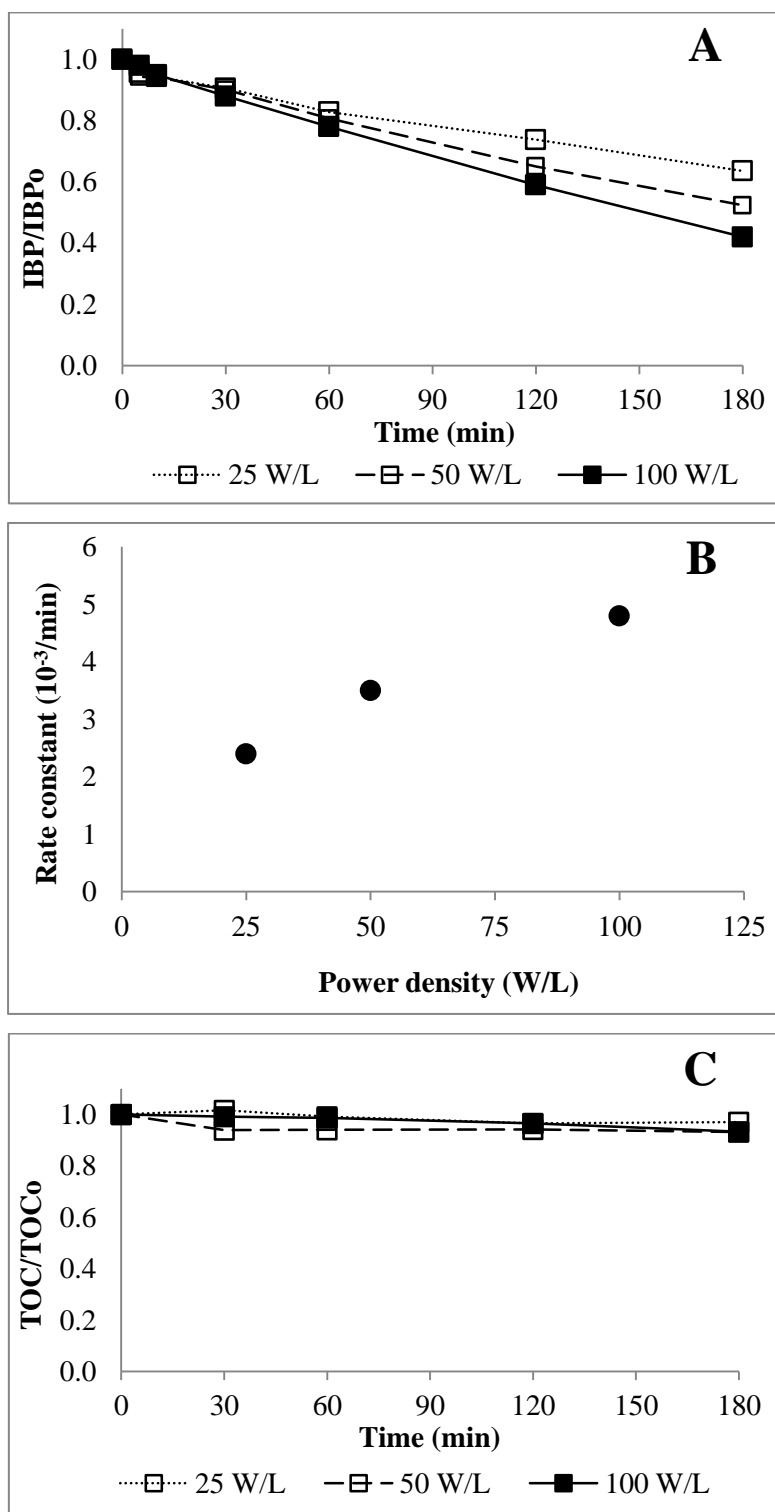 A
1.0
0.8
0.6
0.4
0.2
0.0
IBP/IBPo
0 30 60 90 120 150 180
Time (min)
25 W/L 50 W/L 100 W/L
B
6
5
4
3
2
1
0
Rate constant (10⁻³/min)
0 25 50 75 100 125
Power density (W/L)
C
1.0
0.8
0.6
0.4
0.2
0.0
TOC/TOCo
0 30 60 90 120 150 180
Time (min)
25 W/L 50 W/L 100 W/L